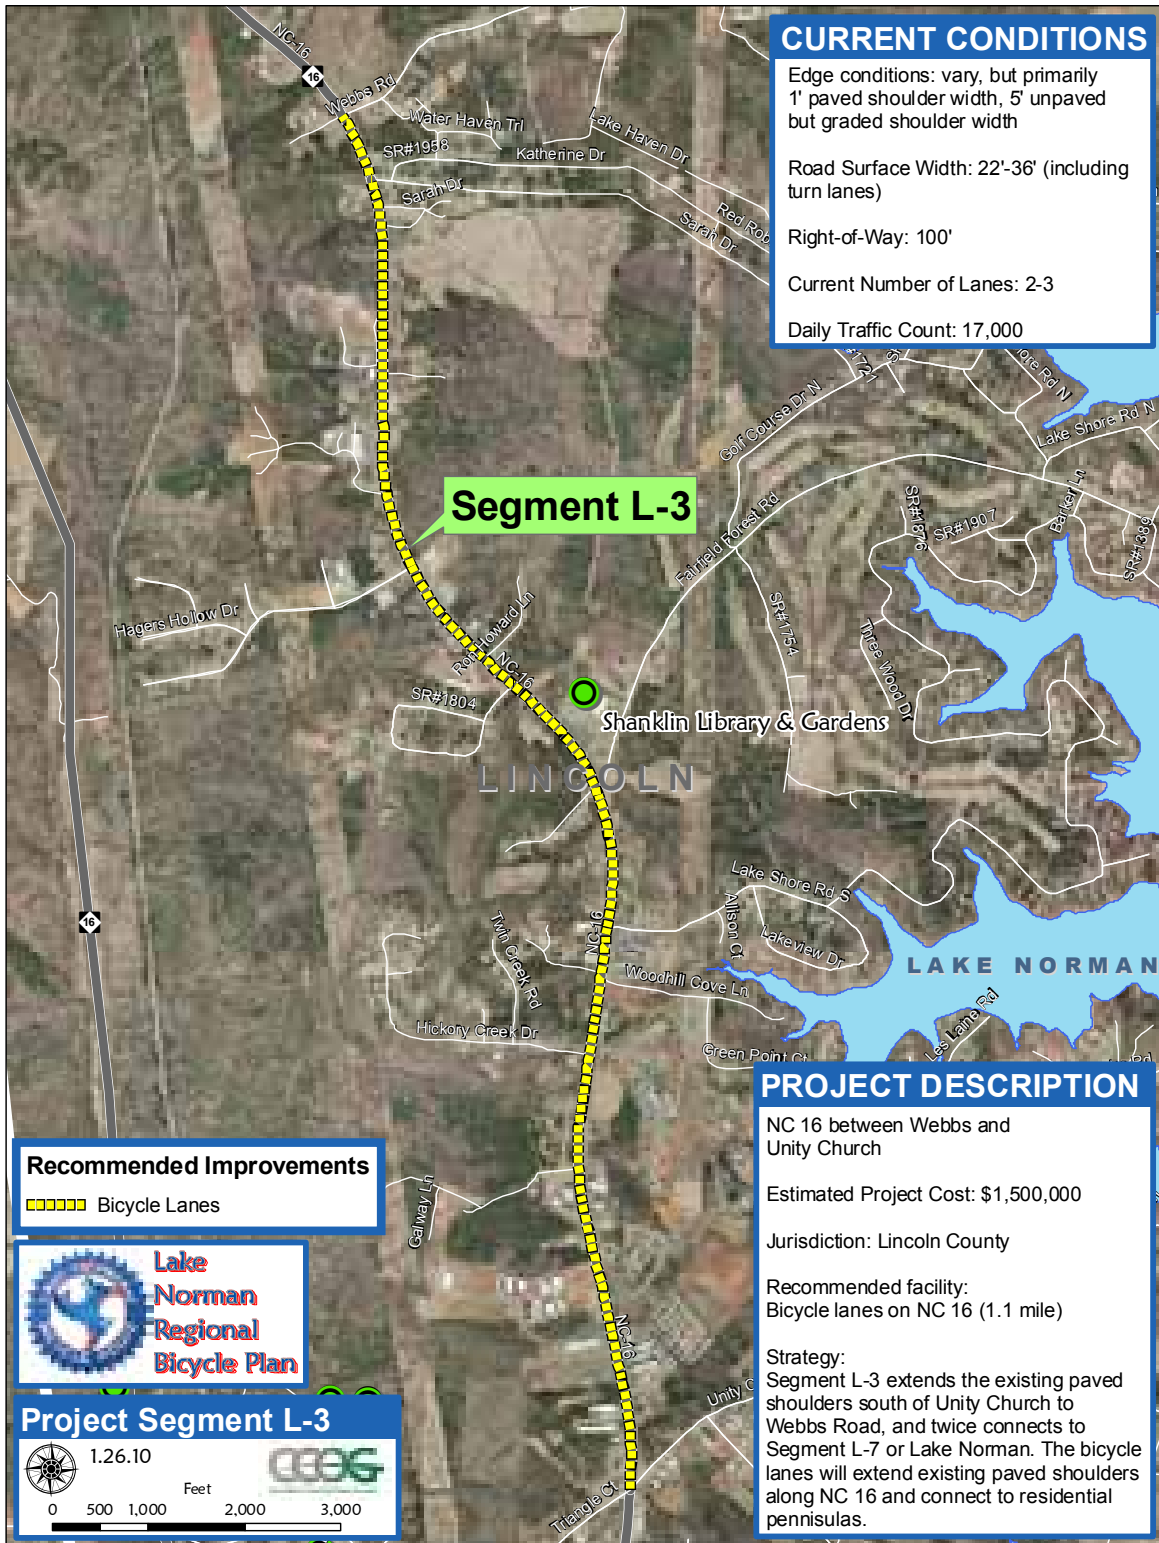 NC-16
16
Webbs Rd
Water Haven Trl
SR#1958
Katherine Dr
Lake Haven Dr
Sarah Dr
Sarah Dr
CURRENT CONDITIONS
Edge conditions: vary, but primarily
1' paved shoulder width, 5' unpaved
but graded shoulder width
Road Surface Width: 22'-36' (including
turn lanes)
Right-of-Way: 100'
Current Number of Lanes: 2-3
Daily Traffic Count: 17,000
Golf Course Dr N
Lake Shore Rd N
Segment L-3
Fairfield Forest Rd
SR#1876
SR#1907
Barker Ln
SR#1389
Hagers Hollow Dr
Ron Howard Ln
NC-16
SR#1804
SR#1754
Three Wood Dr
Shanklin Library & Gardens
LINCOLN
16
Lake Shore Rd S
Allison Ct
Lakeview Dr
NC-16
Twin Creek Rd
Woodhill Cove Ln
LAKE NORMAN
Hickory Creek Dr
Green Point Ct
Les Lane Rd
Rd
Galway Ln
NC-16
Unity C
Triangle Ct
PROJECT DESCRIPTION
NC 16 between Webbs and
Unity Church
Estimated Project Cost: $1,500,000
Jurisdiction: Lincoln County
Recommended facility:
Bicycle lanes on NC 16 (1.1 mile)
Strategy:
Segment L-3 extends the existing paved
shoulders south of Unity Church to
Webbs Road, and twice connects to
Segment L-7 or Lake Norman. The bicycle
lanes will extend existing paved shoulders
along NC 16 and connect to residential
pennisulas.
Recommended Improvements
Bicycle Lanes
Lake
Norman
Regional
Bicycle Plan
Project Segment L-3
1.26.10
Feet
0 500 1,000 2,000 3,000